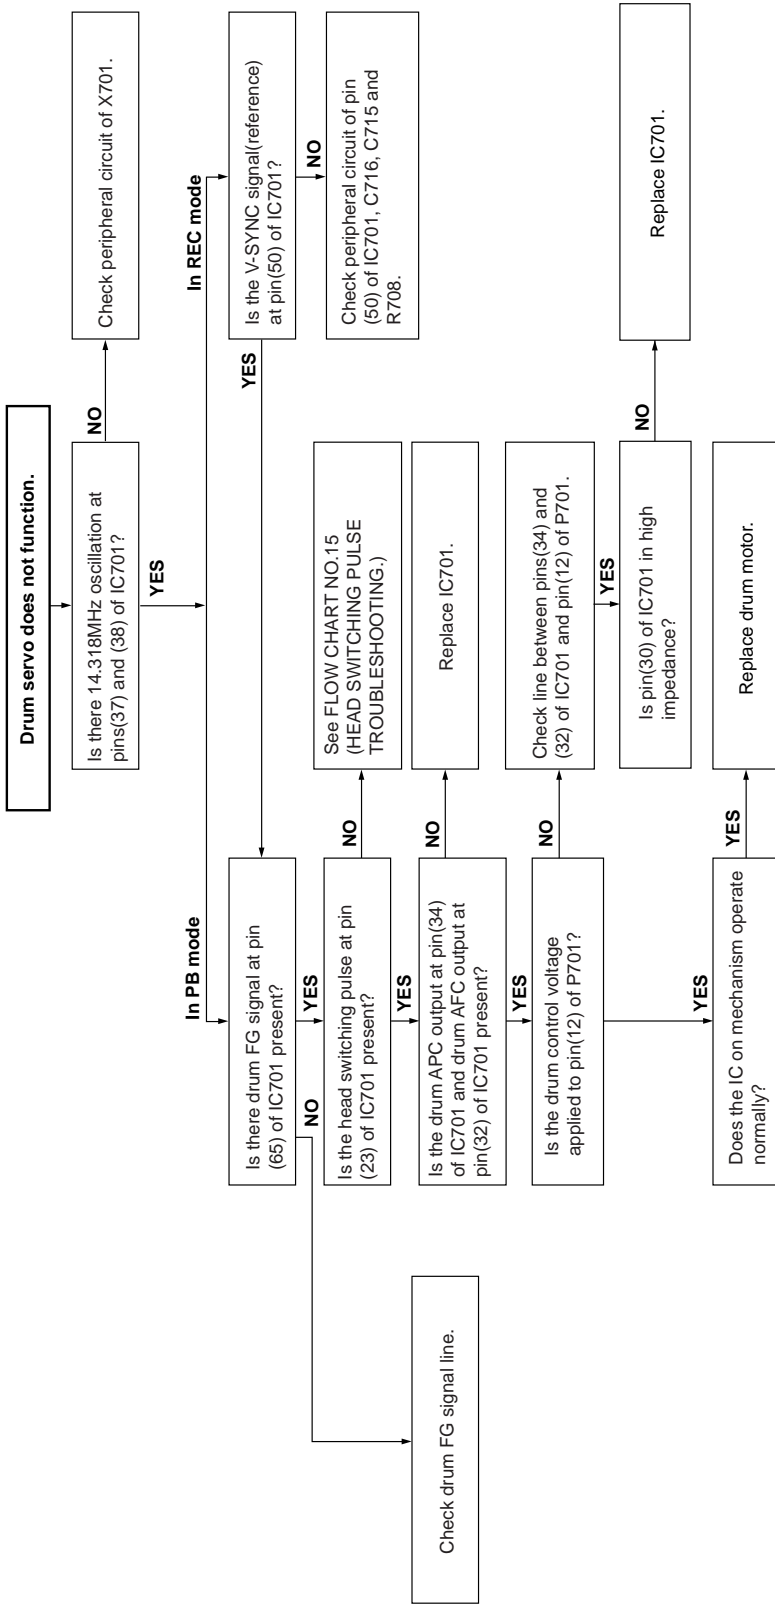 Drum servo does not function.
Is there 14.318MHz oscillation at
pins(37) and (38) of IC701?
NO
Check peripheral circuit of X701.
YES
In PB mode
In REC mode
Is the V-SYNC signal(reference)
at pin(50) of IC701?
YES
NO
Check peripheral circuit of pin
(50) of IC701, C716, C715 and
R708.
Is there drum FG signal at pin
(65) of IC701 present?
NO
Check drum FG signal line.
YES
Is the head switching pulse at pin
(23) of IC701 present?
NO
See FLOW CHART NO.15
(HEAD SWITCHING PULSE
TROUBLESHOOTING.)
YES
Is the drum APC output at pin(34)
of IC701 and drum AFC output at
pin(32) of IC701 present?
NO
Replace IC701.
YES
Is the drum control voltage
applied to pin(12) of P701?
NO
Check line between pins(34) and
(32) of IC701 and pin(12) of P701.
YES
Is pin(30) of IC701 in high
impedance?
NO
Replace IC701.
YES
Does the IC on mechanism operate
normally?
YES
Replace drum motor.